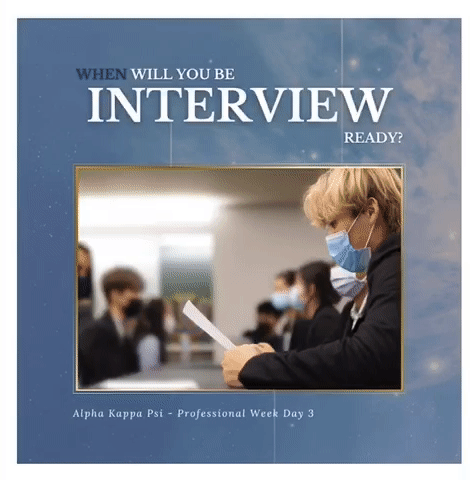 WHEN WILL YOU BE
INTERVIEW
READY?
Alpha Kappa Psi - Professional Week Day 3